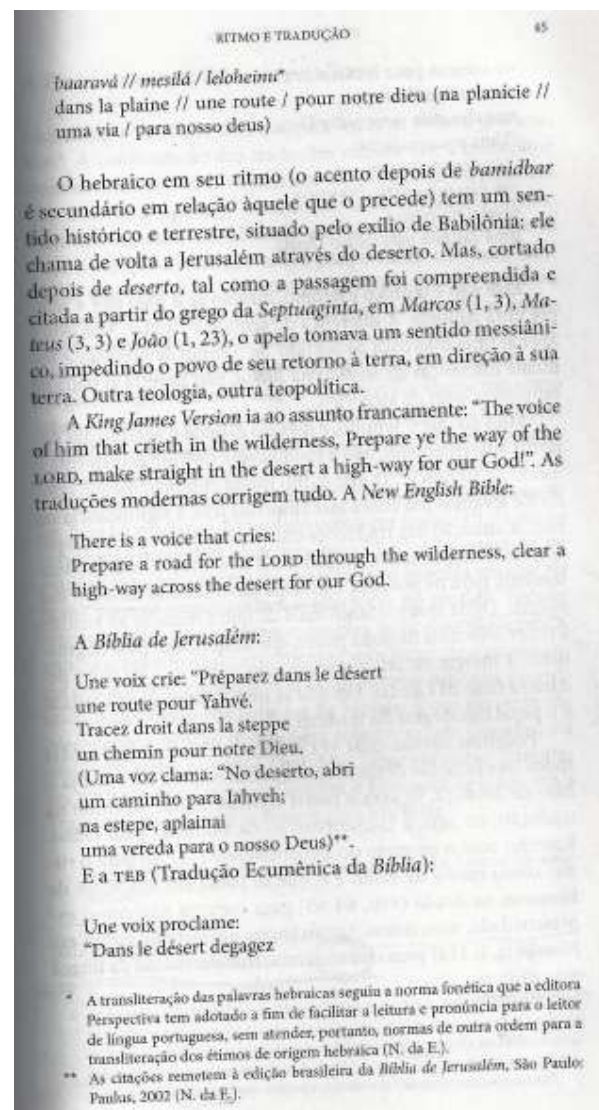 RITMO E TRADUÇÃO 45
baaravá // mesilá / leloheinu*
dans la plaine // une route / pour notre dieu (na planície //
uma via / para nosso deus)
O hebraico em seu ritmo (o acento depois de bamidbar
é secundário em relação àquele que o precede) tem um sen-
tido histórico e terrestre, situado pelo exílio de Babilônia: ele
chama de volta a Jerusalém através do deserto. Mas, cortado
depois de deserto, tal como a passagem foi compreendida e
citada a partir do grego da Septuaginta, em Marcos (1, 3), Ma-
teus (3, 3) e João (1, 23), o apelo tomava um sentido messiâni-
co, impedindo o povo de seu retorno à terra, em direção à sua
terra. Outra teologia, outra teopolítica.
A King James Version ia ao assunto francamente: “The voice
of him that crieth in the wilderness, Prepare ye the way of the
LORD, make straight in the desert a high-way for our God!”. As
traduções modernas corrigem tudo. A New English Bible:
There is a voice that cries:
Prepare a road for the LORD through the wilderness, clear a
high-way across the desert for our God.
A Bíblia de Jerusalém:
Une voix crie: “Préparez dans le désert
une route pour Yahvé.
Tracez droit dans la steppe
un chemin pour notre Dieu.
(Uma voz clama: “No deserto, abri
um caminho para Iahveh;
na estepe, aplainai
uma vereda para o nosso Deus)**.
E a TEB (Tradução Ecumênica da Bíblia):
Une voix proclame:
“Dans le désert degagez
* A transliteração das palavras hebraicas seguiu a norma fonética que a editora
Perspectiva tem adotado a fim de facilitar a leitura e pronúncia para o leitor
de língua portuguesa, sem atender, portanto, normas de outra ordem para a
transliteração dos étimos de origem hebraica (N. da E.).
** As citações remetem à edição brasileira da Bíblia de Jerusalém, São Paulo:
Paulus, 2002 (N. da E.).